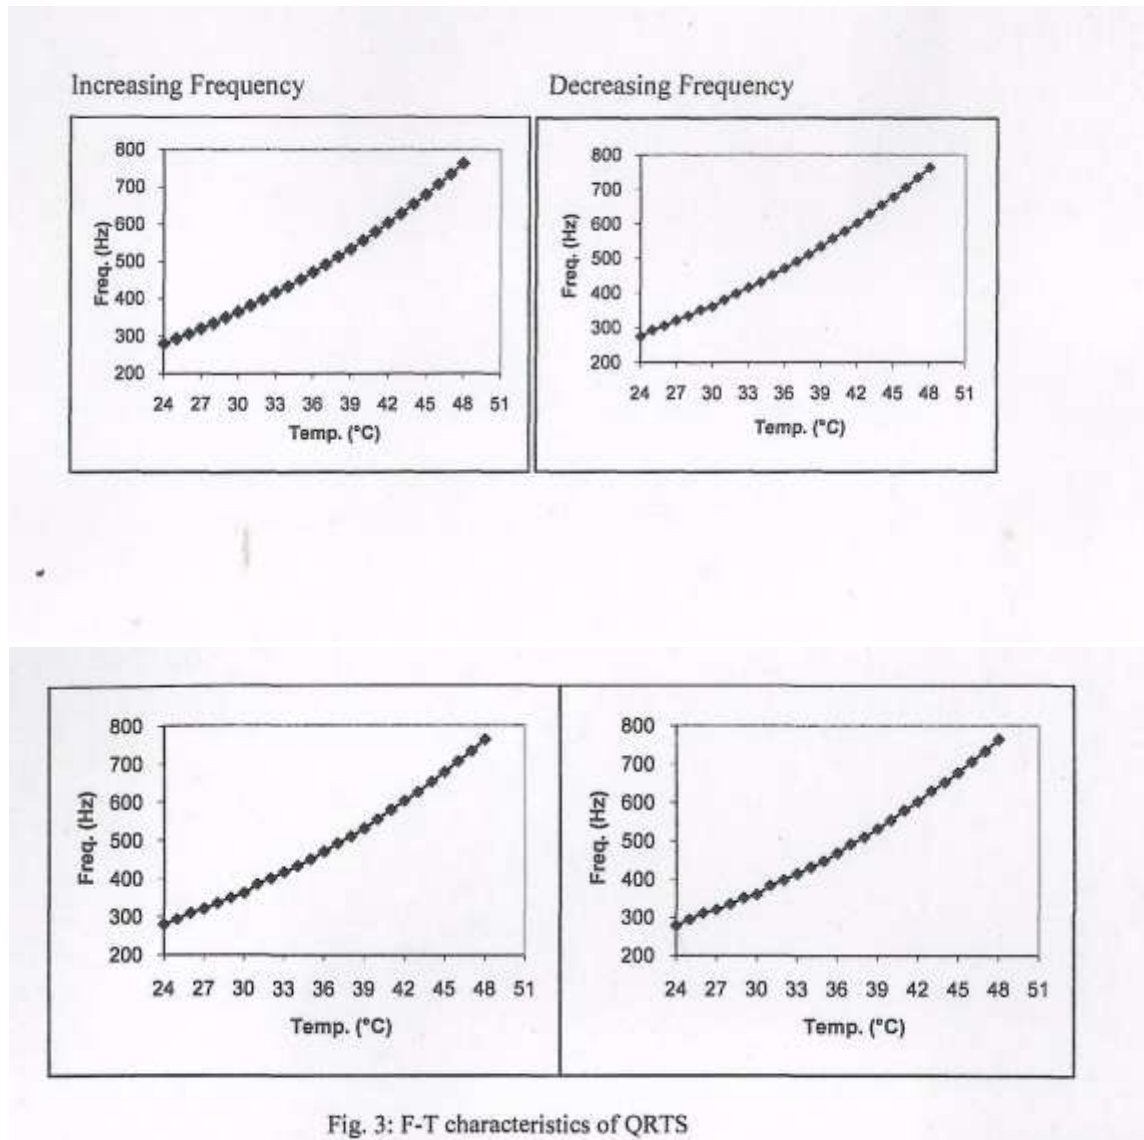 Increasing Frequency
Decreasing Frequency
800
700
600
500
400
300
200
Freq. (Hz)
24 27 30 33 36 39 42 45 48 51
Temp. (°C)
800
700
600
500
400
300
200
Freq. (Hz)
24 27 30 33 36 39 42 45 48 51
Temp. (°C)
800
700
600
500
400
300
200
Freq. (Hz)
24 27 30 33 36 39 42 45 48 51
Temp. (°C)
800
700
600
500
400
300
200
Freq. (Hz)
24 27 30 33 36 39 42 45 48 51
Temp. (°C)
Fig. 3: F-T characteristics of QRTS